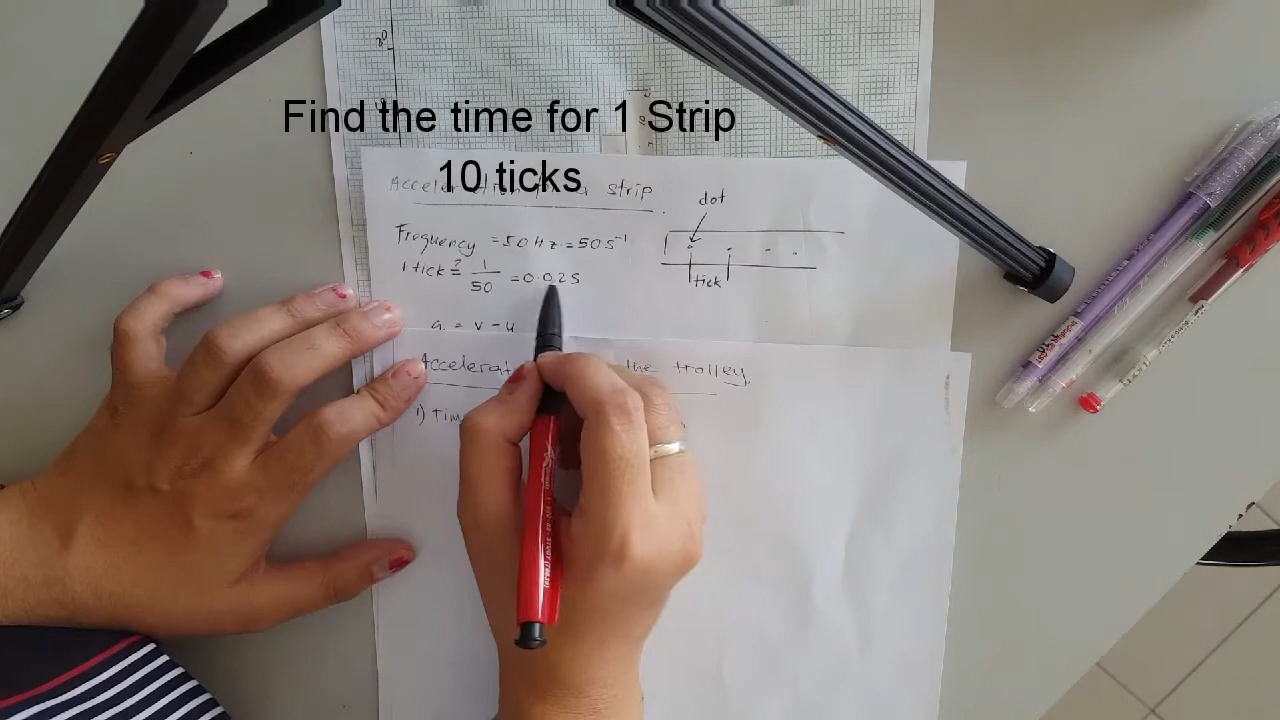 Find the time for 1 Strip
10 ticks
strip
dot
Frequency = 50 Hz = 50 s⁻¹
1 tick = ? 1/50 = 0.02 s
tick
a = v - u
Accelerat the trolley.
1) Tim